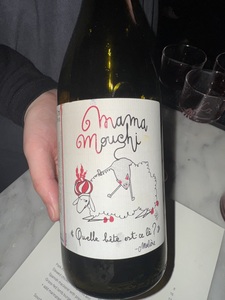 Mama
Mouchi
« Quelle bête est ce là? »
- Molière